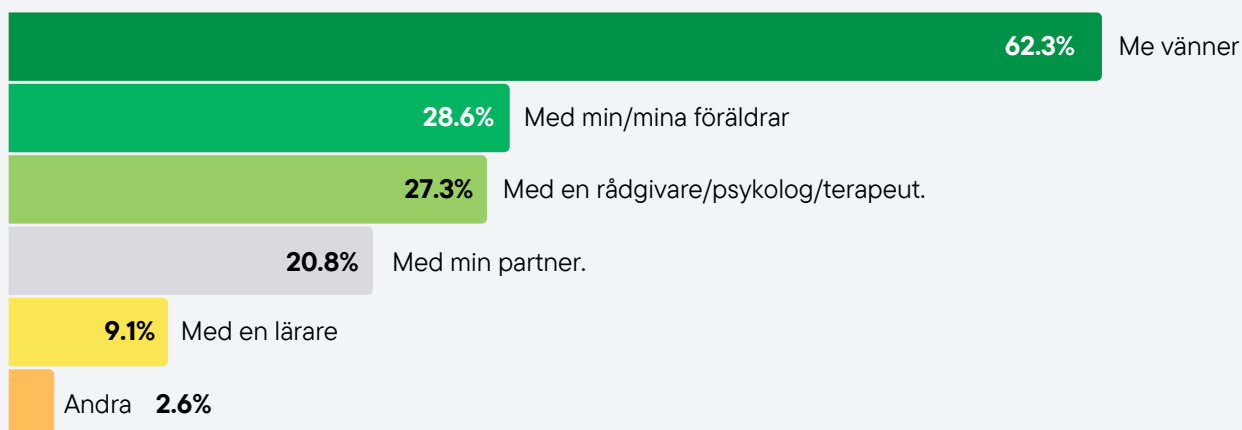 62.3% Me vänner
28.6% Med min/mina föräldrar
27.3% Med en rådgivare/psykolog/terapeut.
20.8% Med min partner.
9.1% Med en lärare
Andra 2.6%